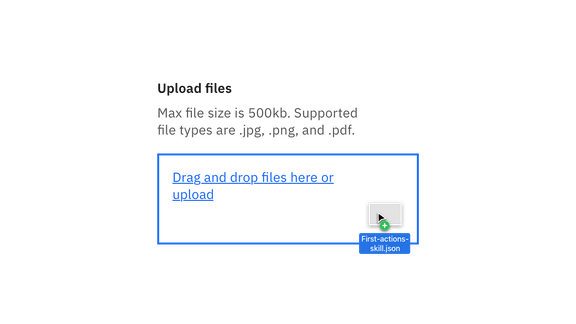 Upload files
Max file size is 500kb. Supported
file types are .jpg, .png, and .pdf.
Drag and drop files here or
upload
First-actions-
skill.json